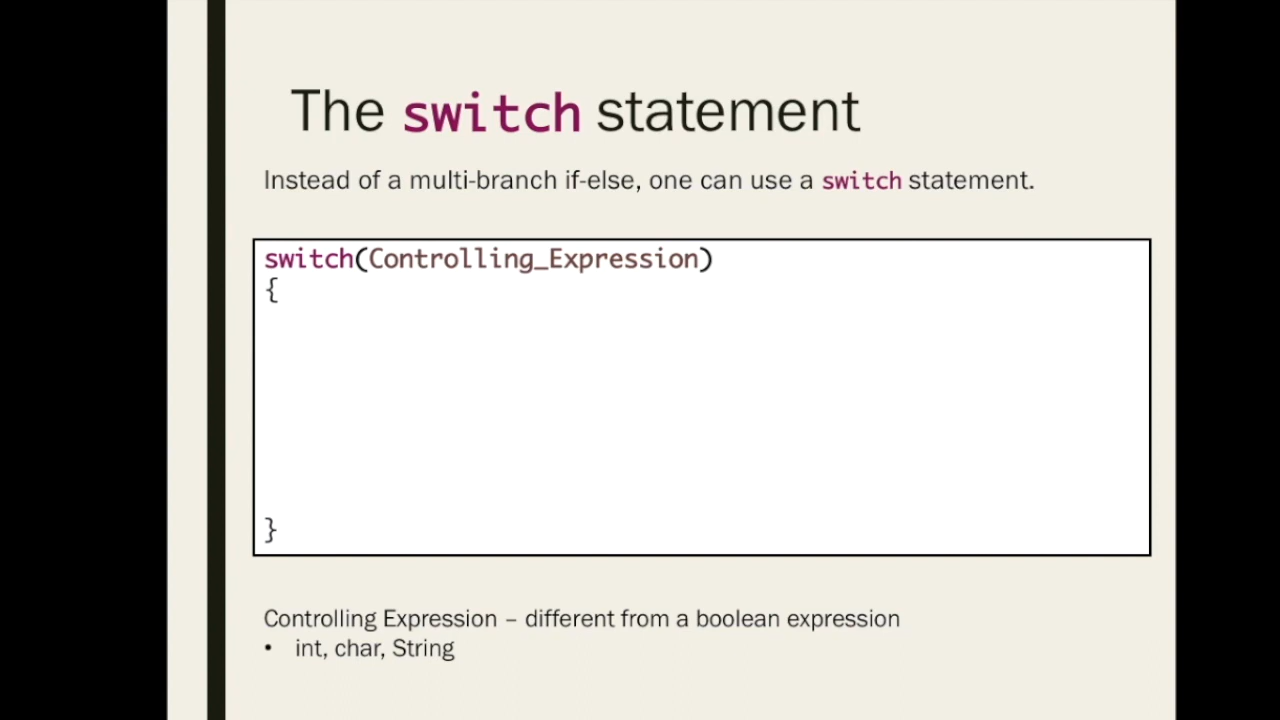 The switch statement
Instead of a multi-branch if-else, one can use a switch statement.
switch(Controlling_Expression)
{
}
Controlling Expression – different from a boolean expression
• int, char, String